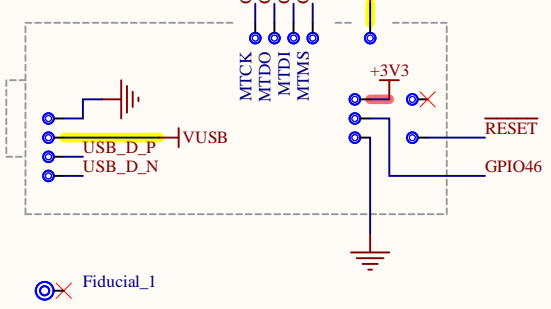 MTCK
MTDO
MTDI
MTMS
+3V3
RESET
VUSB
USB_D_P
USB_D_N
GPIO46
Fiducial_1